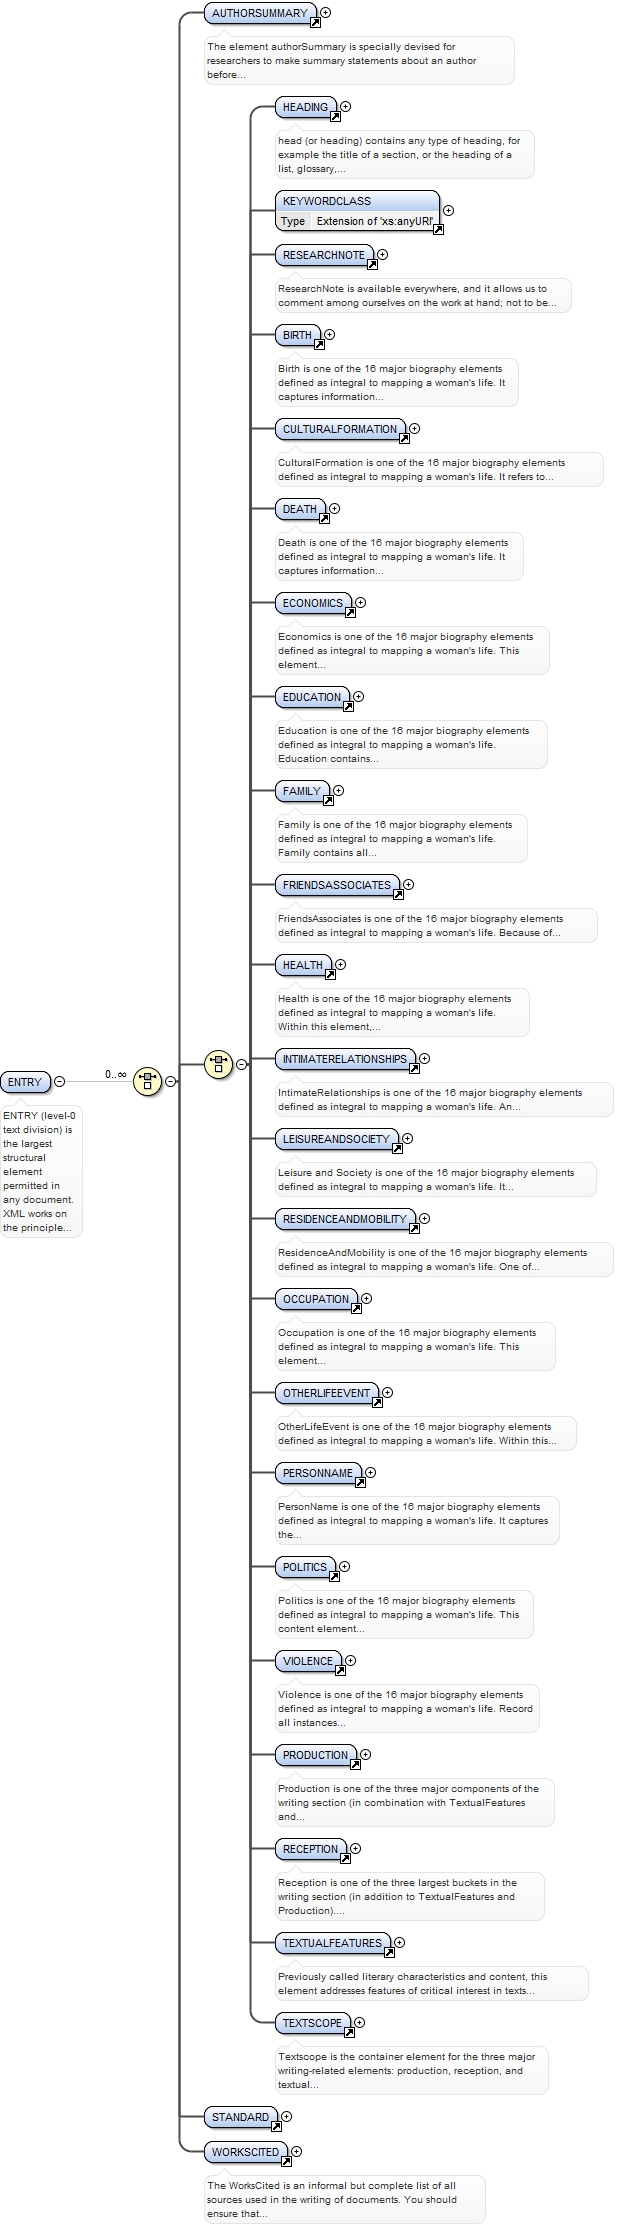 AUTHORSUMMARY
The element authorSummary is specially devised for
researchers to make summary statements about an author
before...
HEADING
head (or heading) contains any type of heading, for
example the title of a section, or the heading of a
list, glossary,...
KEYWORDCLASS
Type Extension of 'xs:anyURI'
RESEARCHNOTE
ResearchNote is available everywhere, and it allows us to
comment among ourselves on the work at hand; not to be...
BIRTH
Birth is one of the 16 major biography elements
defined as integral to mapping a woman's life. It
captures information...
CULTURALFORMATION
CulturalFormation is one of the 16 major biography elements
defined as integral to mapping a woman's life. It refers to...
DEATH
Death is one of the 16 major biography elements
defined as integral to mapping a woman's life. It
captures information...
ECONOMICS
Economics is one of the 16 major biography elements
defined as integral to mapping a woman's life. This
element...
EDUCATION
Education is one of the 16 major biography elements
defined as integral to mapping a woman's life.
Education contains...
FAMILY
Family is one of the 16 major biography elements
defined as integral to mapping a woman's life.
Family contains all...
FRIENDSASSOCIATES
FriendsAssociates is one of the 16 major biography elements
defined as integral to mapping a woman's life. Because of...
HEALTH
Health is one of the 16 major biography elements
defined as integral to mapping a woman's life.
Within this element,...
INTIMATERELATIONSHIPS
IntimateRelationships is one of the 16 major biography elements
defined as integral to mapping a woman's life. An...
ENTRY
0..∞
ENTRY (level-0
text division) is
the largest
structural
element
permitted in
any document.
XML works on
the principle...
LEISUREANDSOCIETY
Leisure and Society is one of the 16 major biography elements
defined as integral to mapping a woman's life. It...
RESIDENCEANDMOBILITY
ResidenceAndMobility is one of the 16 major biography elements
defined as integral to mapping a woman's life. One of...
OCCUPATION
Occupation is one of the 16 major biography elements
defined as integral to mapping a woman's life. This
element...
OTHERLIFEEVENT
OtherLifeEvent is one of the 16 major biography elements
defined as integral to mapping a woman's life. Within this...
PERSONNAME
PersonName is one of the 16 major biography elements
defined as integral to mapping a woman's life. It captures
the...
POLITICS
Politics is one of the 16 major biography elements
defined as integral to mapping a woman's life. This
content element...
VIOLENCE
Violence is one of the 16 major biography elements
defined as integral to mapping a woman's life. Record
all instances...
PRODUCTION
Production is one of the three major components of the
writing section (in combination with TextualFeatures
and...
RECEPTION
Reception is one of the three largest buckets in the
writing section (in addition to TextualFeatures and
Production)....
TEXTUALFEATURES
Previously called literary characteristics and content, this
element addresses features of critical interest in texts...
TEXTSCOPE
Textscope is the container element for the three major
writing-related elements: production, reception, and
textual...
STANDARD
WORKSCITED
The WorksCited is an informal but complete list of all
sources used in the writing of documents. You should
ensure that...